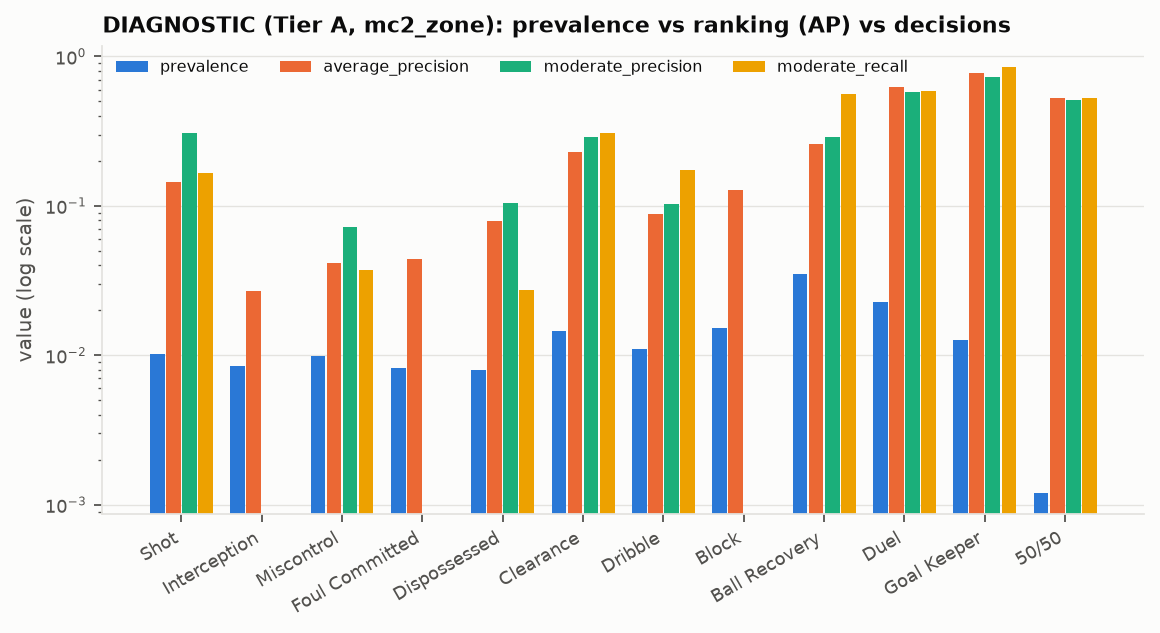 DIAGNOSTIC (Tier A, mc2_zone): prevalence vs ranking (AP) vs decisions
prevalence average_precision moderate_precision moderate_recall
value (log scale)
10⁰
10⁻¹
10⁻²
10⁻³
Shot
Interception
Miscontrol
Foul Committed
Dispossessed
Clearance
Dribble
Block
Ball Recovery
Duel
Goal Keeper
50/50